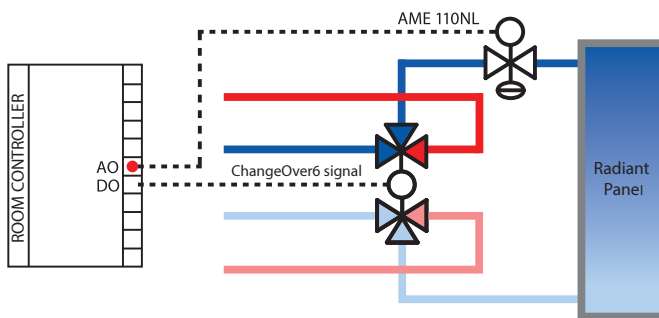 AME 110NL
ROOM CONTROLLER
AO
DO
ChangeOver6 signal
Radiant
Panel